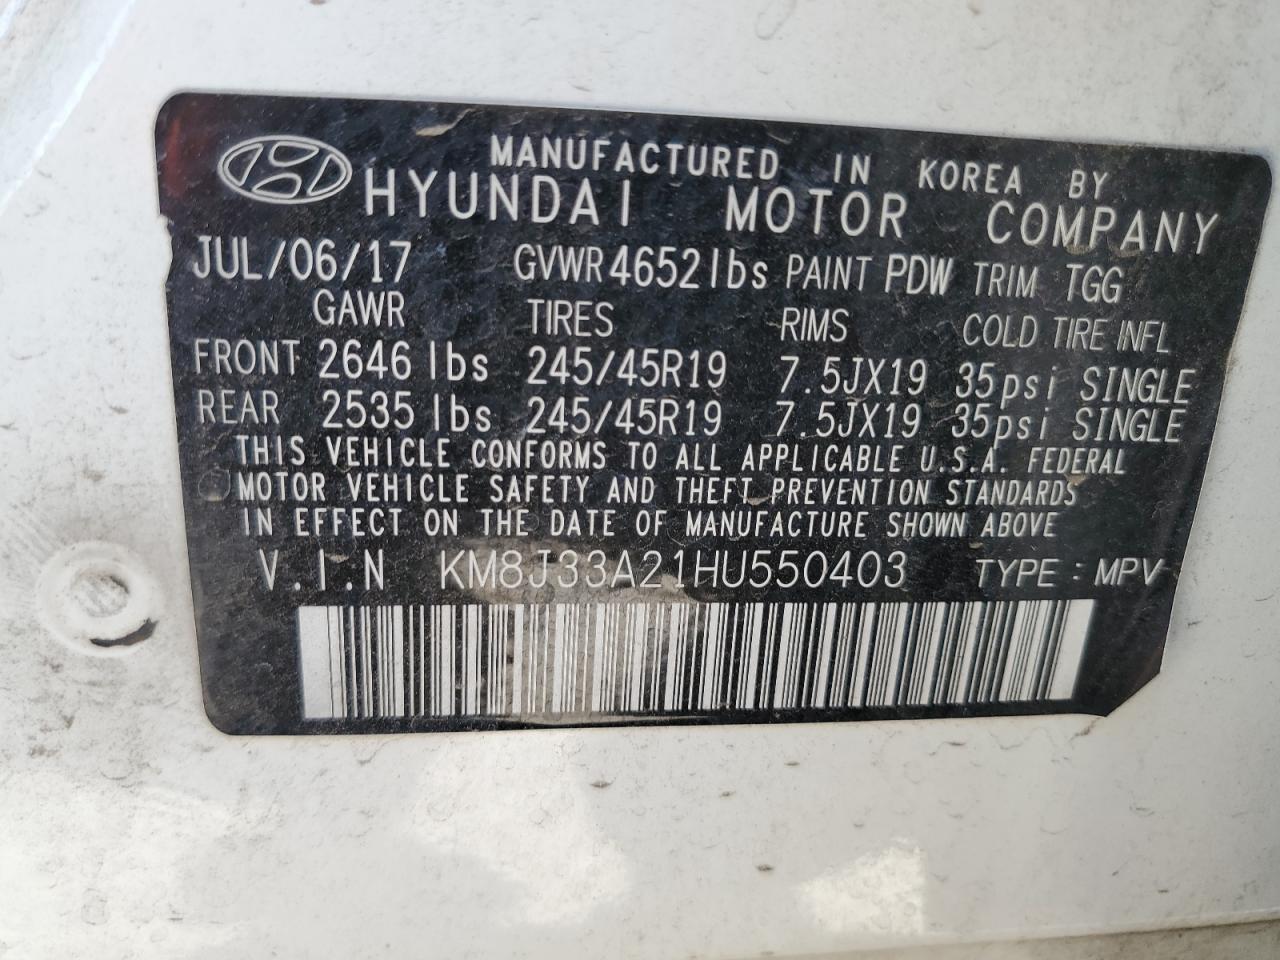 MANUFACTURED IN KOREA BY
HYUNDAI MOTOR COMPANY
JUL/06/17 GVWR 4652 lbs PAINT PDW TRIM TGG
GAWR TIRES RIMS COLD TIRE INFL
FRONT 2646 lbs 245/45R19 7.5JX19 35psi SINGLE
REAR 2535 lbs 245/45R19 7.5JX19 35psi SINGLE
THIS VEHICLE CONFORMS TO ALL APPLICABLE U.S.A. FEDERAL
MOTOR VEHICLE SAFETY AND THEFT PREVENTION STANDARDS
IN EFFECT ON THE DATE OF MANUFACTURE SHOWN ABOVE
V.I.N KM8J33A21HU550403 TYPE : MPV